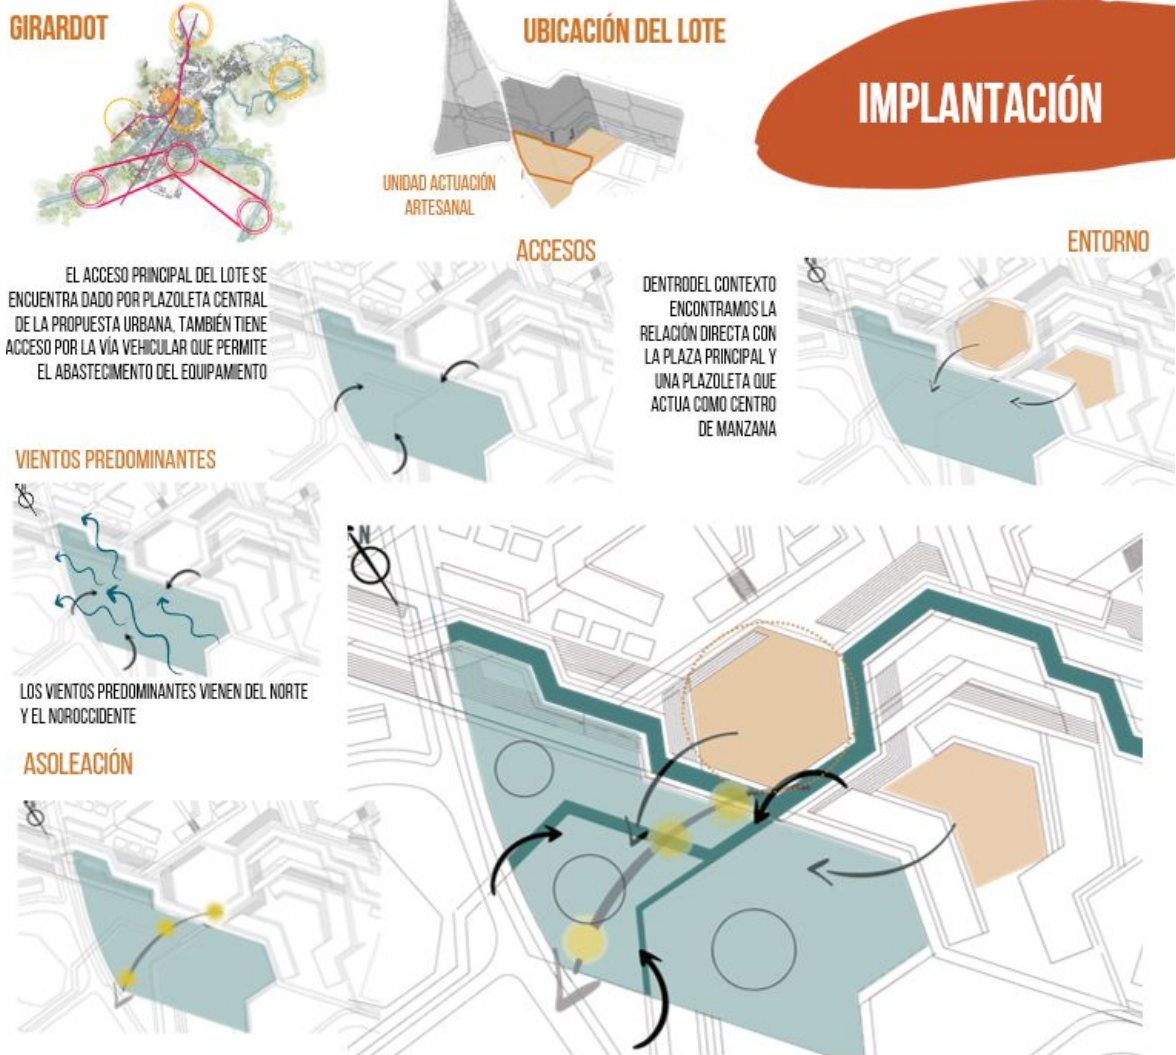 GIRARDOT
UBICACIÓN DEL LOTE
IMPLANTACIÓN
UNIDAD ACTUACIÓN
ARTESANAL
ACCESOS
EL ACCESO PRINCIPAL DEL LOTE SE
ENCUENTRA DADO POR PLAZOLETA CENTRAL
DE LA PROPUESTA URBANA, TAMBIÉN TIENE
ACCESO POR LA VÍA VEHICULAR QUE PERMITE
EL ABASTECIMENTO DEL EQUIPAMIENTO
ENTORNO
DENTRODEL CONTEXTO
ENCONTRAMOS LA
RELACIÓN DIRECTA CON
LA PLAZA PRINCIPAL Y
UNA PLAZOLETA QUE
ACTUA COMO CENTRO
DE MANZANA
VIENTOS PREDOMINANTES
N
LOS VIENTOS PREDOMINANTES VIENEN DEL NORTE
Y EL NOROCCIDENTE
ASOLEACIÓN
N